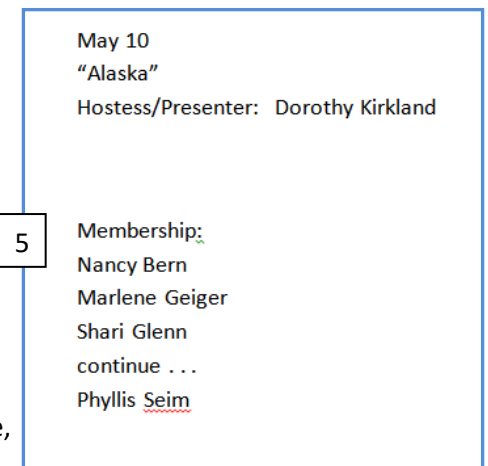 May 10
“Alaska”
Hostess/Presenter: Dorothy Kirkland
5
Membership:
Nancy Bern
Marlene Geiger
Shari Glenn
continue . . .
Phyllis Seim
e,